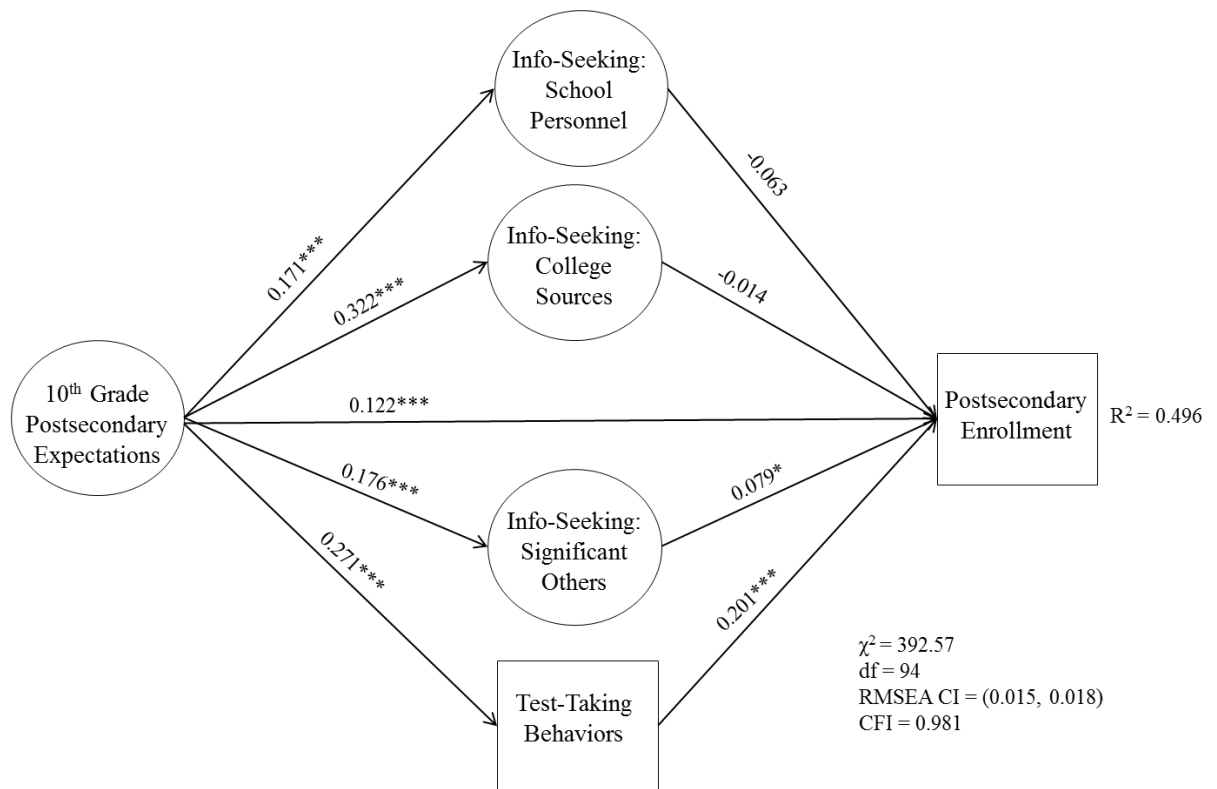 Info-Seeking:
School
Personnel
-0.063
0.171***
Info-Seeking:
College
Sources
0.322***
-0.014
10th Grade
Postsecondary
Expectations
0.122***
Postsecondary
Enrollment
R² = 0.496
0.176***
0.079*
Info-Seeking:
Significant
Others
0.271***
0.201***
Test-Taking
Behaviors
χ² = 392.57
df = 94
RMSEA CI = (0.015, 0.018)
CFI = 0.981